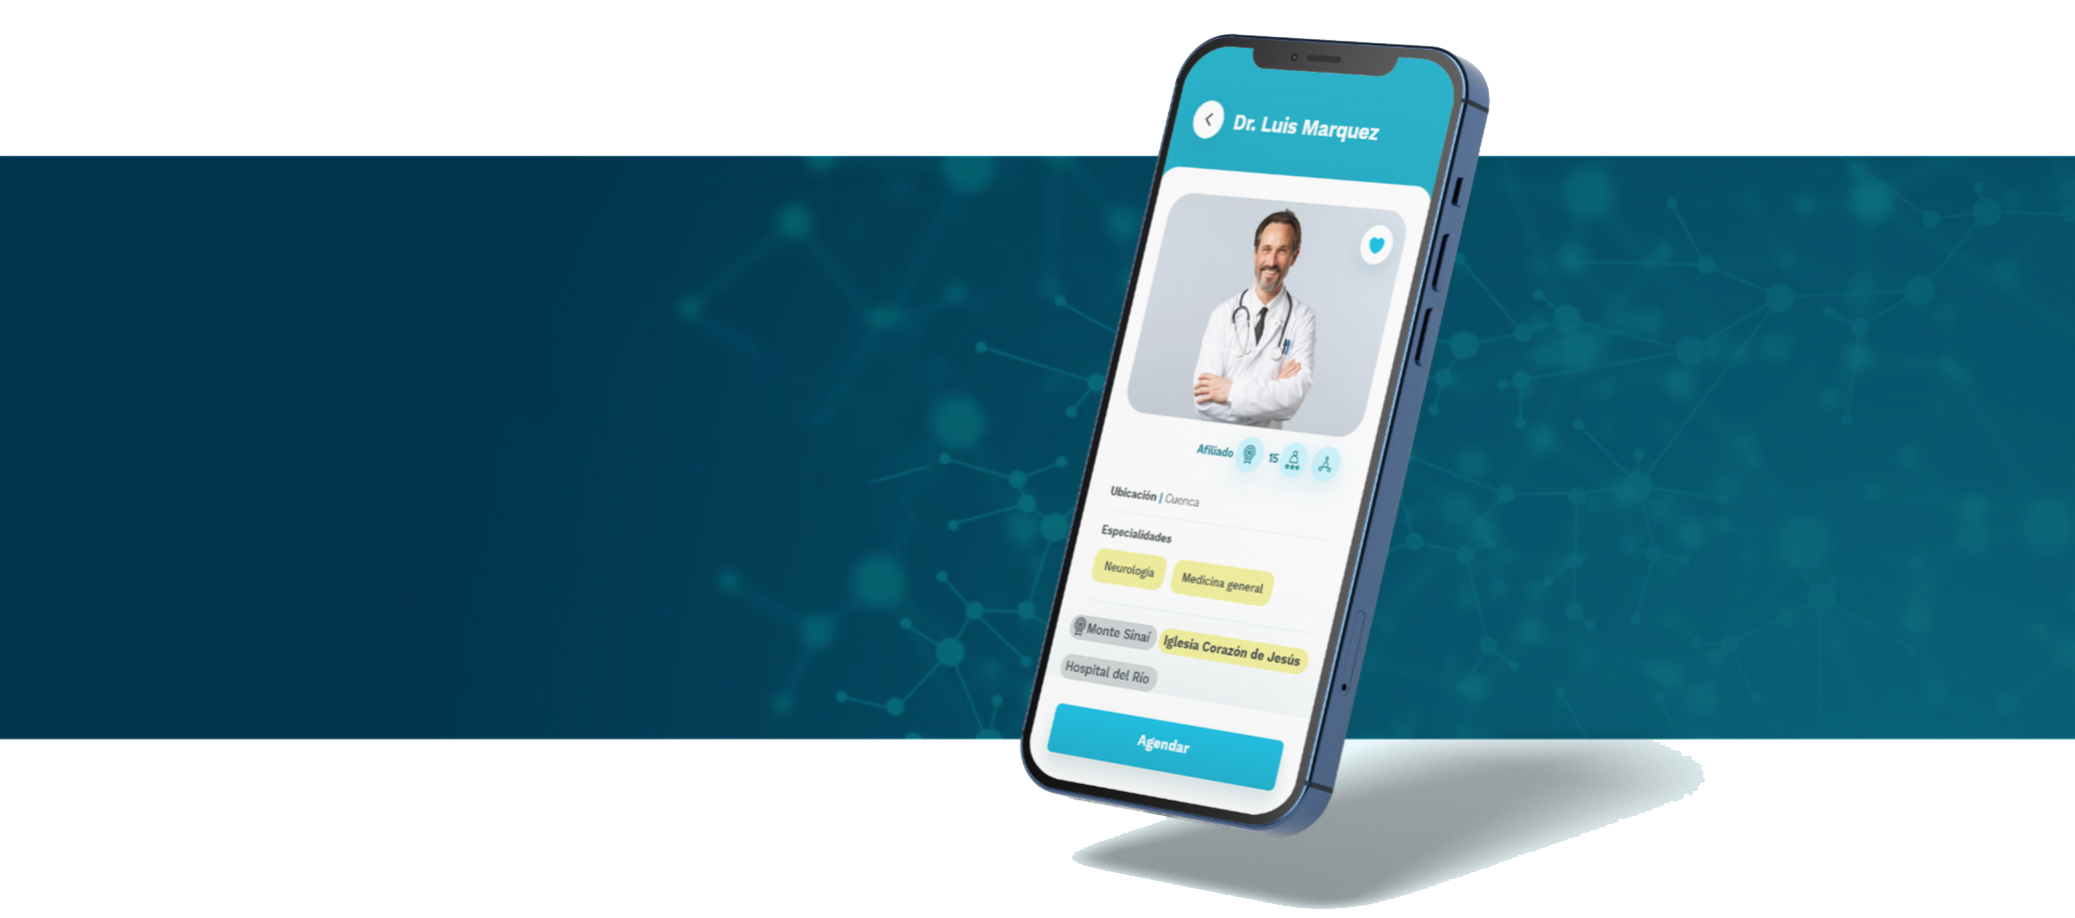 Dr. Luis Marquez
Afiliado 15
Ubicación | Cuenca
Especialidades
Neurología Medicina general
Monte Sinaí Iglesia Corazón de Jesús
Hospital del Río
Agendar